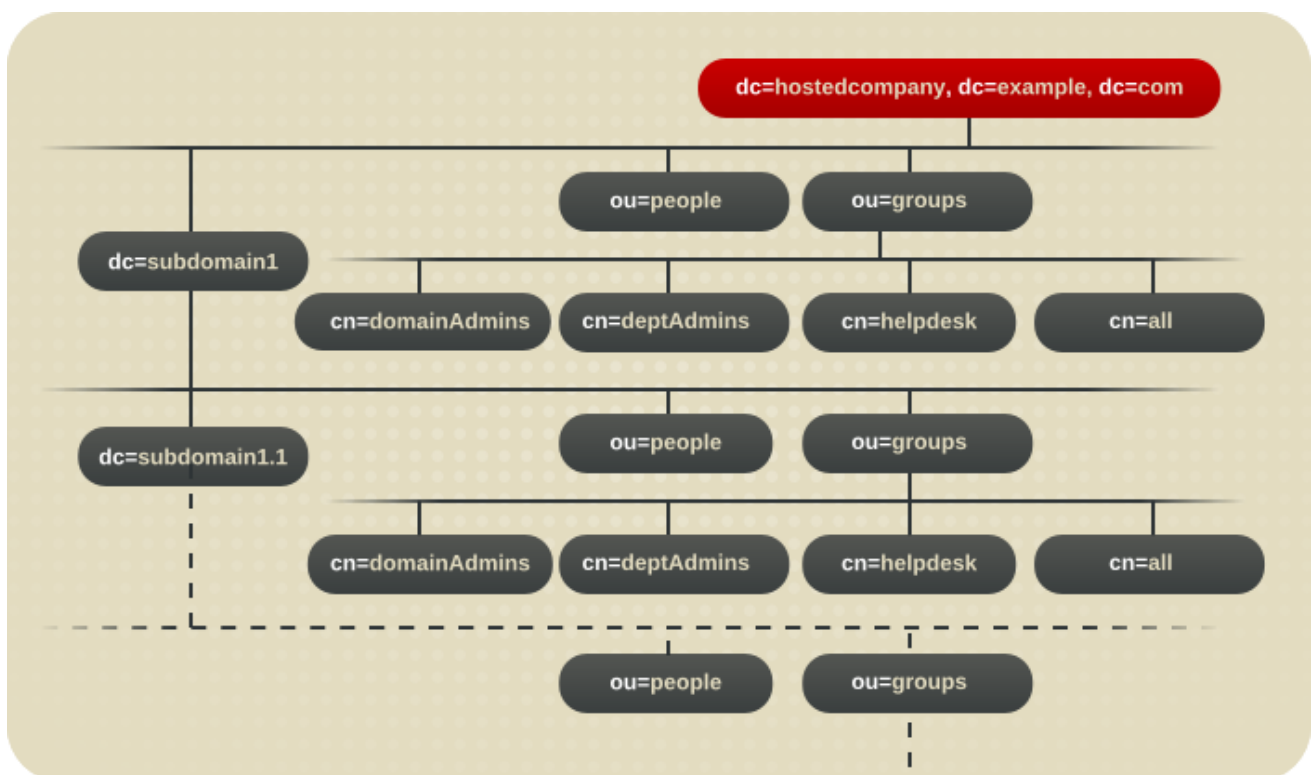 dc=hostedcompany, dc=example, dc=com
ou=people
ou=groups
dc=subdomain1
cn=domainAdmins
cn=deptAdmins
cn=helpdesk
cn=all
ou=people
ou=groups
dc=subdomain1.1
cn=domainAdmins
cn=deptAdmins
cn=helpdesk
cn=all
ou=people
ou=groups